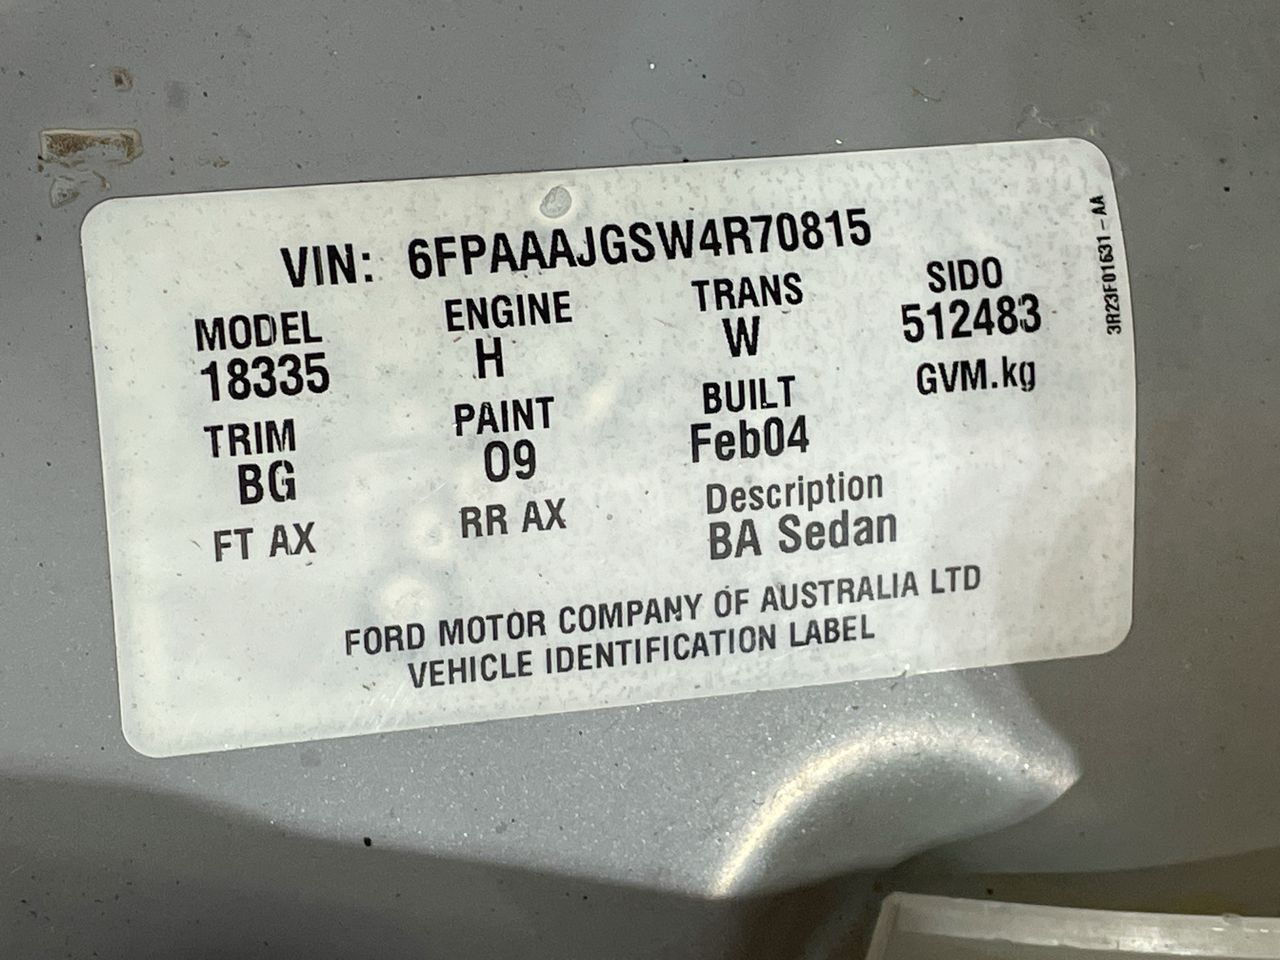 VIN: 6FPAAAJGSW4R70815
MODEL ENGINE TRANS SIDO
18335 H W 512483
TRIM PAINT BUILT GVM.kg
BG 09 Feb04
FT AX RR AX Description
BA Sedan
FORD MOTOR COMPANY OF AUSTRALIA LTD
VEHICLE IDENTIFICATION LABEL
3R23F01631-AA